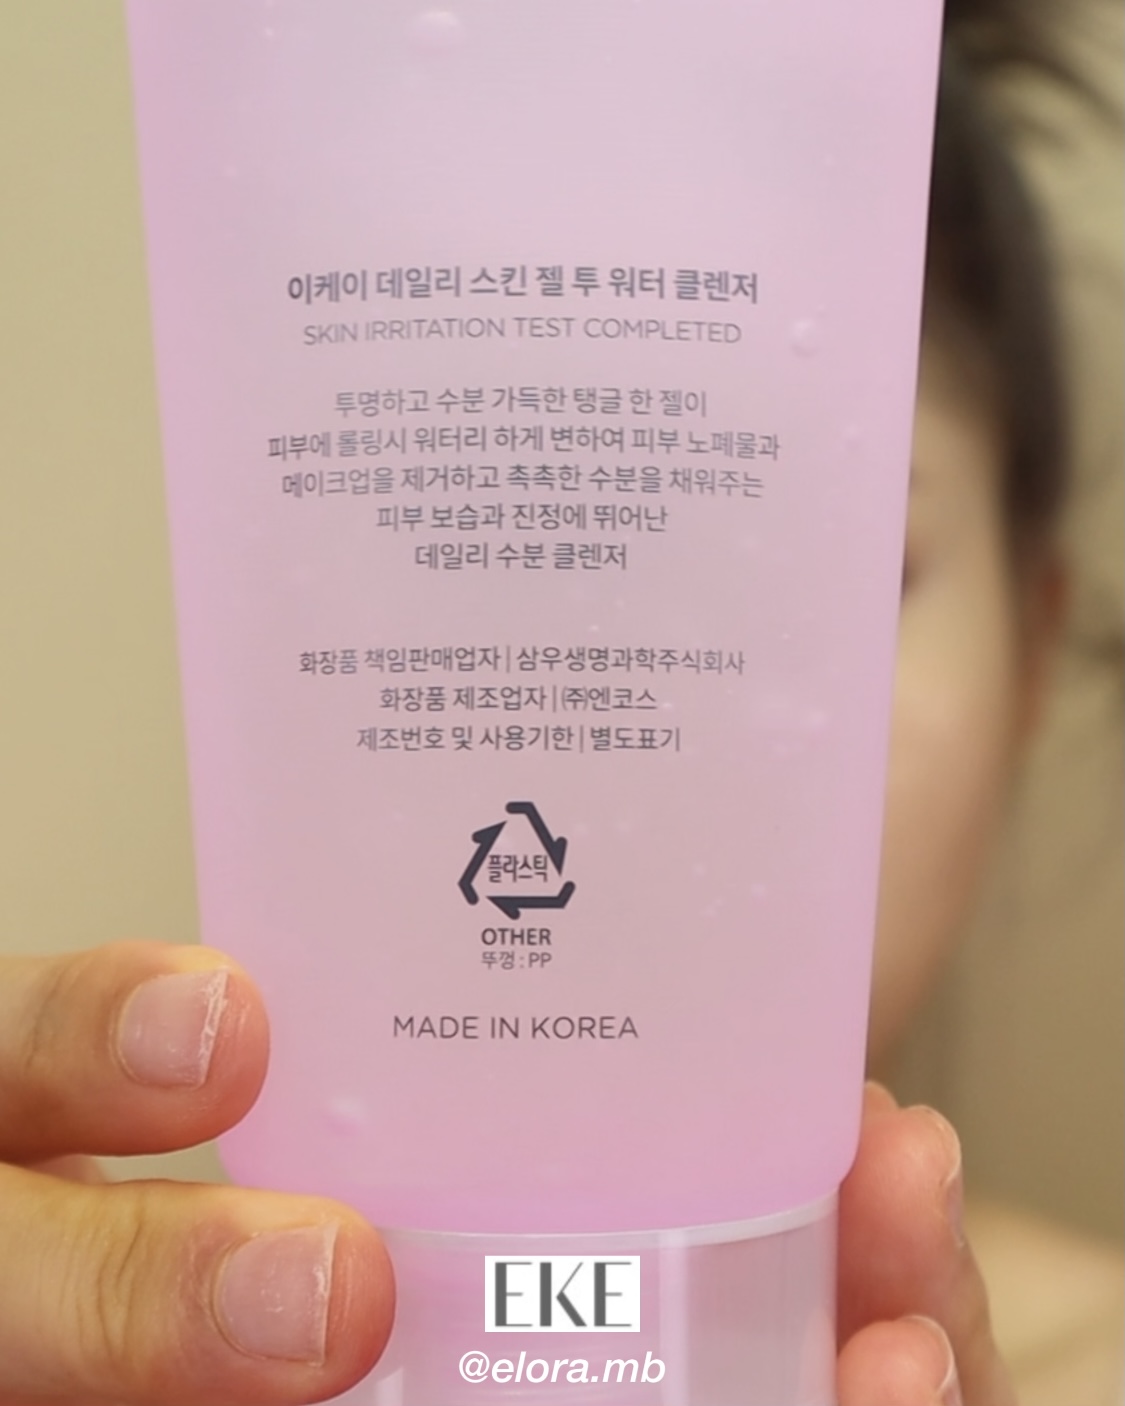 이케이 데일리 스킨 젤 투 워터 클렌저
SKIN IRRITATION TEST COMPLETED
투명하고 수분 가득한 탱글 한 젤이
피부에 롤링시 워터리 하게 변하여 피부 노폐물과
메이크업을 제거하고 촉촉한 수분을 채워주는
피부 보습과 진정에 뛰어난
데일리 수분 클렌저
화장품 책임판매업자 | 삼우생명과학주식회사
화장품 제조업자 | ㈜엔코스
제조번호 및 사용기한 | 별도표기
플라스틱
OTHER
뚜껑 : PP
MADE IN KOREA
EKE
@elora.mb